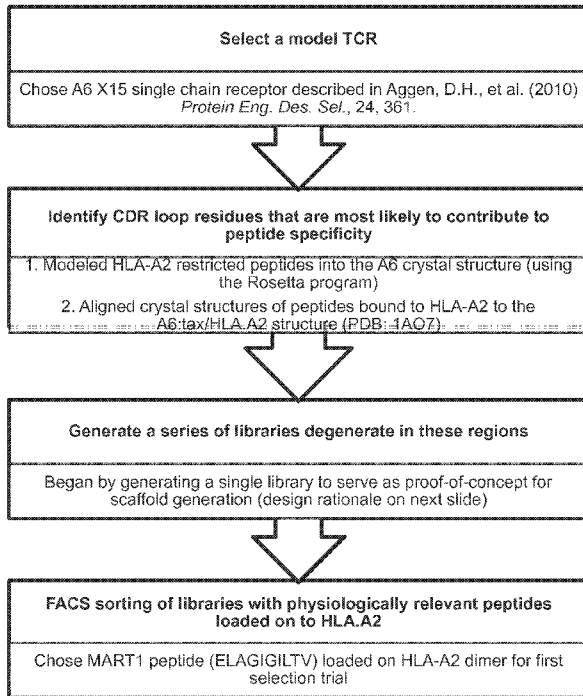 Select a model TCR
Chose A6 X15 single chain receptor described in Aggen, D.H., et al. (2010)
Protein Eng. Des. Sel., 24, 361.
Identify CDR loop residues that are most likely to contribute to
peptide specificity
1. Modeled HLA-A2 restricted peptides into the A6 crystal structure (using
the Rosetta program)
2. Aligned crystal structures of peptides bound to HLA-A2 to the
A6:tax/HLA.A2 structure (PDB: 1AO7)
Generate a series of libraries degenerate in these regions
Began by generating a single library to serve as proof-of-concept for
scaffold generation (design rationale on next slide)
FACS sorting of libraries with physiologically relevant peptides
loaded on to HLA.A2
Chose MART1 peptide (ELAGIGILTV) loaded on HLA-A2 dimer for first
selection trial